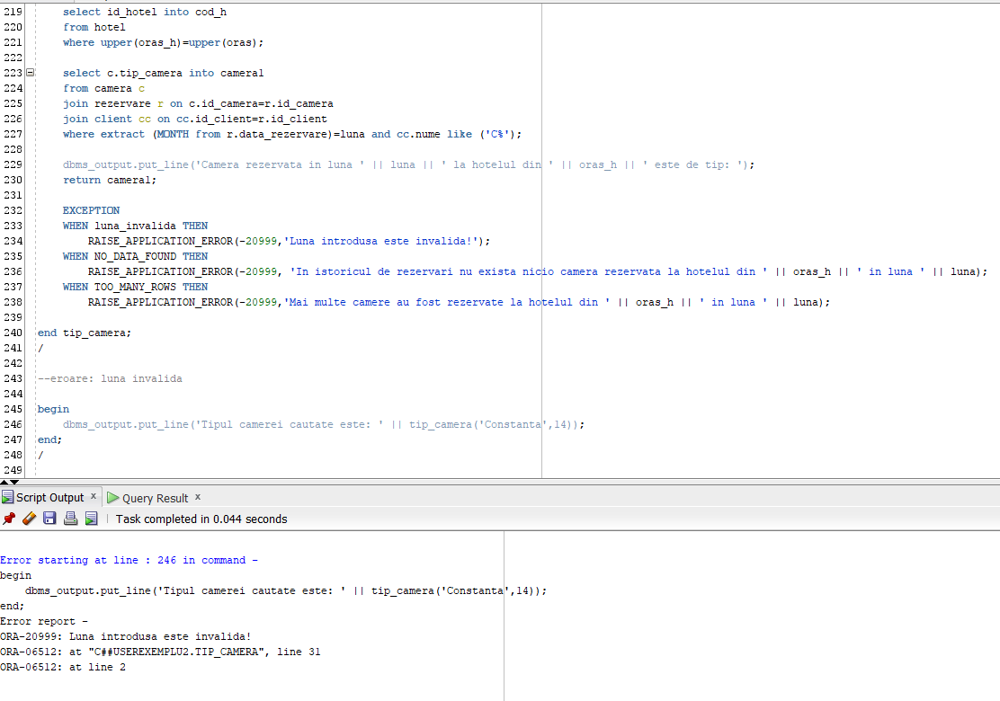 219 select id_hotel into cod_h
220 from hotel
221 where upper(oras_h)=upper(oras);
222
223 select c.tip_camera into camera1
224 from camera c
225 join rezervare r on c.id_camera=r.id_camera
226 join client cc on cc.id_client=r.id_client
227 where extract (MONTH from r.data_rezervare)=luna and cc.nume like ('C%');
228
229 dbms_output.put_line('Camera rezervata in luna ' || luna || ' la hotelul din ' || oras_h || ' este de tip: ');
230 return camera1;
231
232 EXCEPTION
233 WHEN luna_invalida THEN
234 RAISE_APPLICATION_ERROR(-20999,'Luna introdusa este invalida!');
235 WHEN NO_DATA_FOUND THEN
236 RAISE_APPLICATION_ERROR(-20999, 'In istoricul de rezervari nu exista nicio camera rezervata la hotelul din ' || oras_h || ' in luna ' || luna);
237 WHEN TOO_MANY_ROWS THEN
238 RAISE_APPLICATION_ERROR(-20999,'Mai multe camere au fost rezervate la hotelul din ' || oras_h || ' in luna ' || luna);
239
240 end tip_camera;
241 /
242
243 --eroare: luna invalida
244
245 begin
246 dbms_output.put_line('Tipul camerei cautate este: ' || tip_camera('Constanta',14));
247 end;
248 /
249
Script Output x Query Result x
Task completed in 0.044 seconds
Error starting at line : 246 in command -
begin
dbms_output.put_line('Tipul camerei cautate este: ' || tip_camera('Constanta',14));
end;
Error report -
ORA-20999: Luna introdusa este invalida!
ORA-06512: at "C##USEREXEMPLU2.TIP_CAMERA", line 31
ORA-06512: at line 2